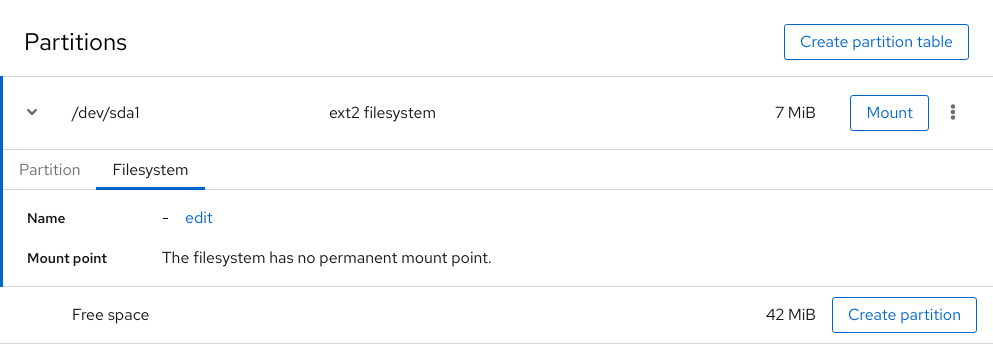 Partitions
Create partition table
/dev/sda1 ext2 filesystem 7 MiB Mount
Partition Filesystem
Name - edit
Mount point The filesystem has no permanent mount point.
Free space 42 MiB Create partition